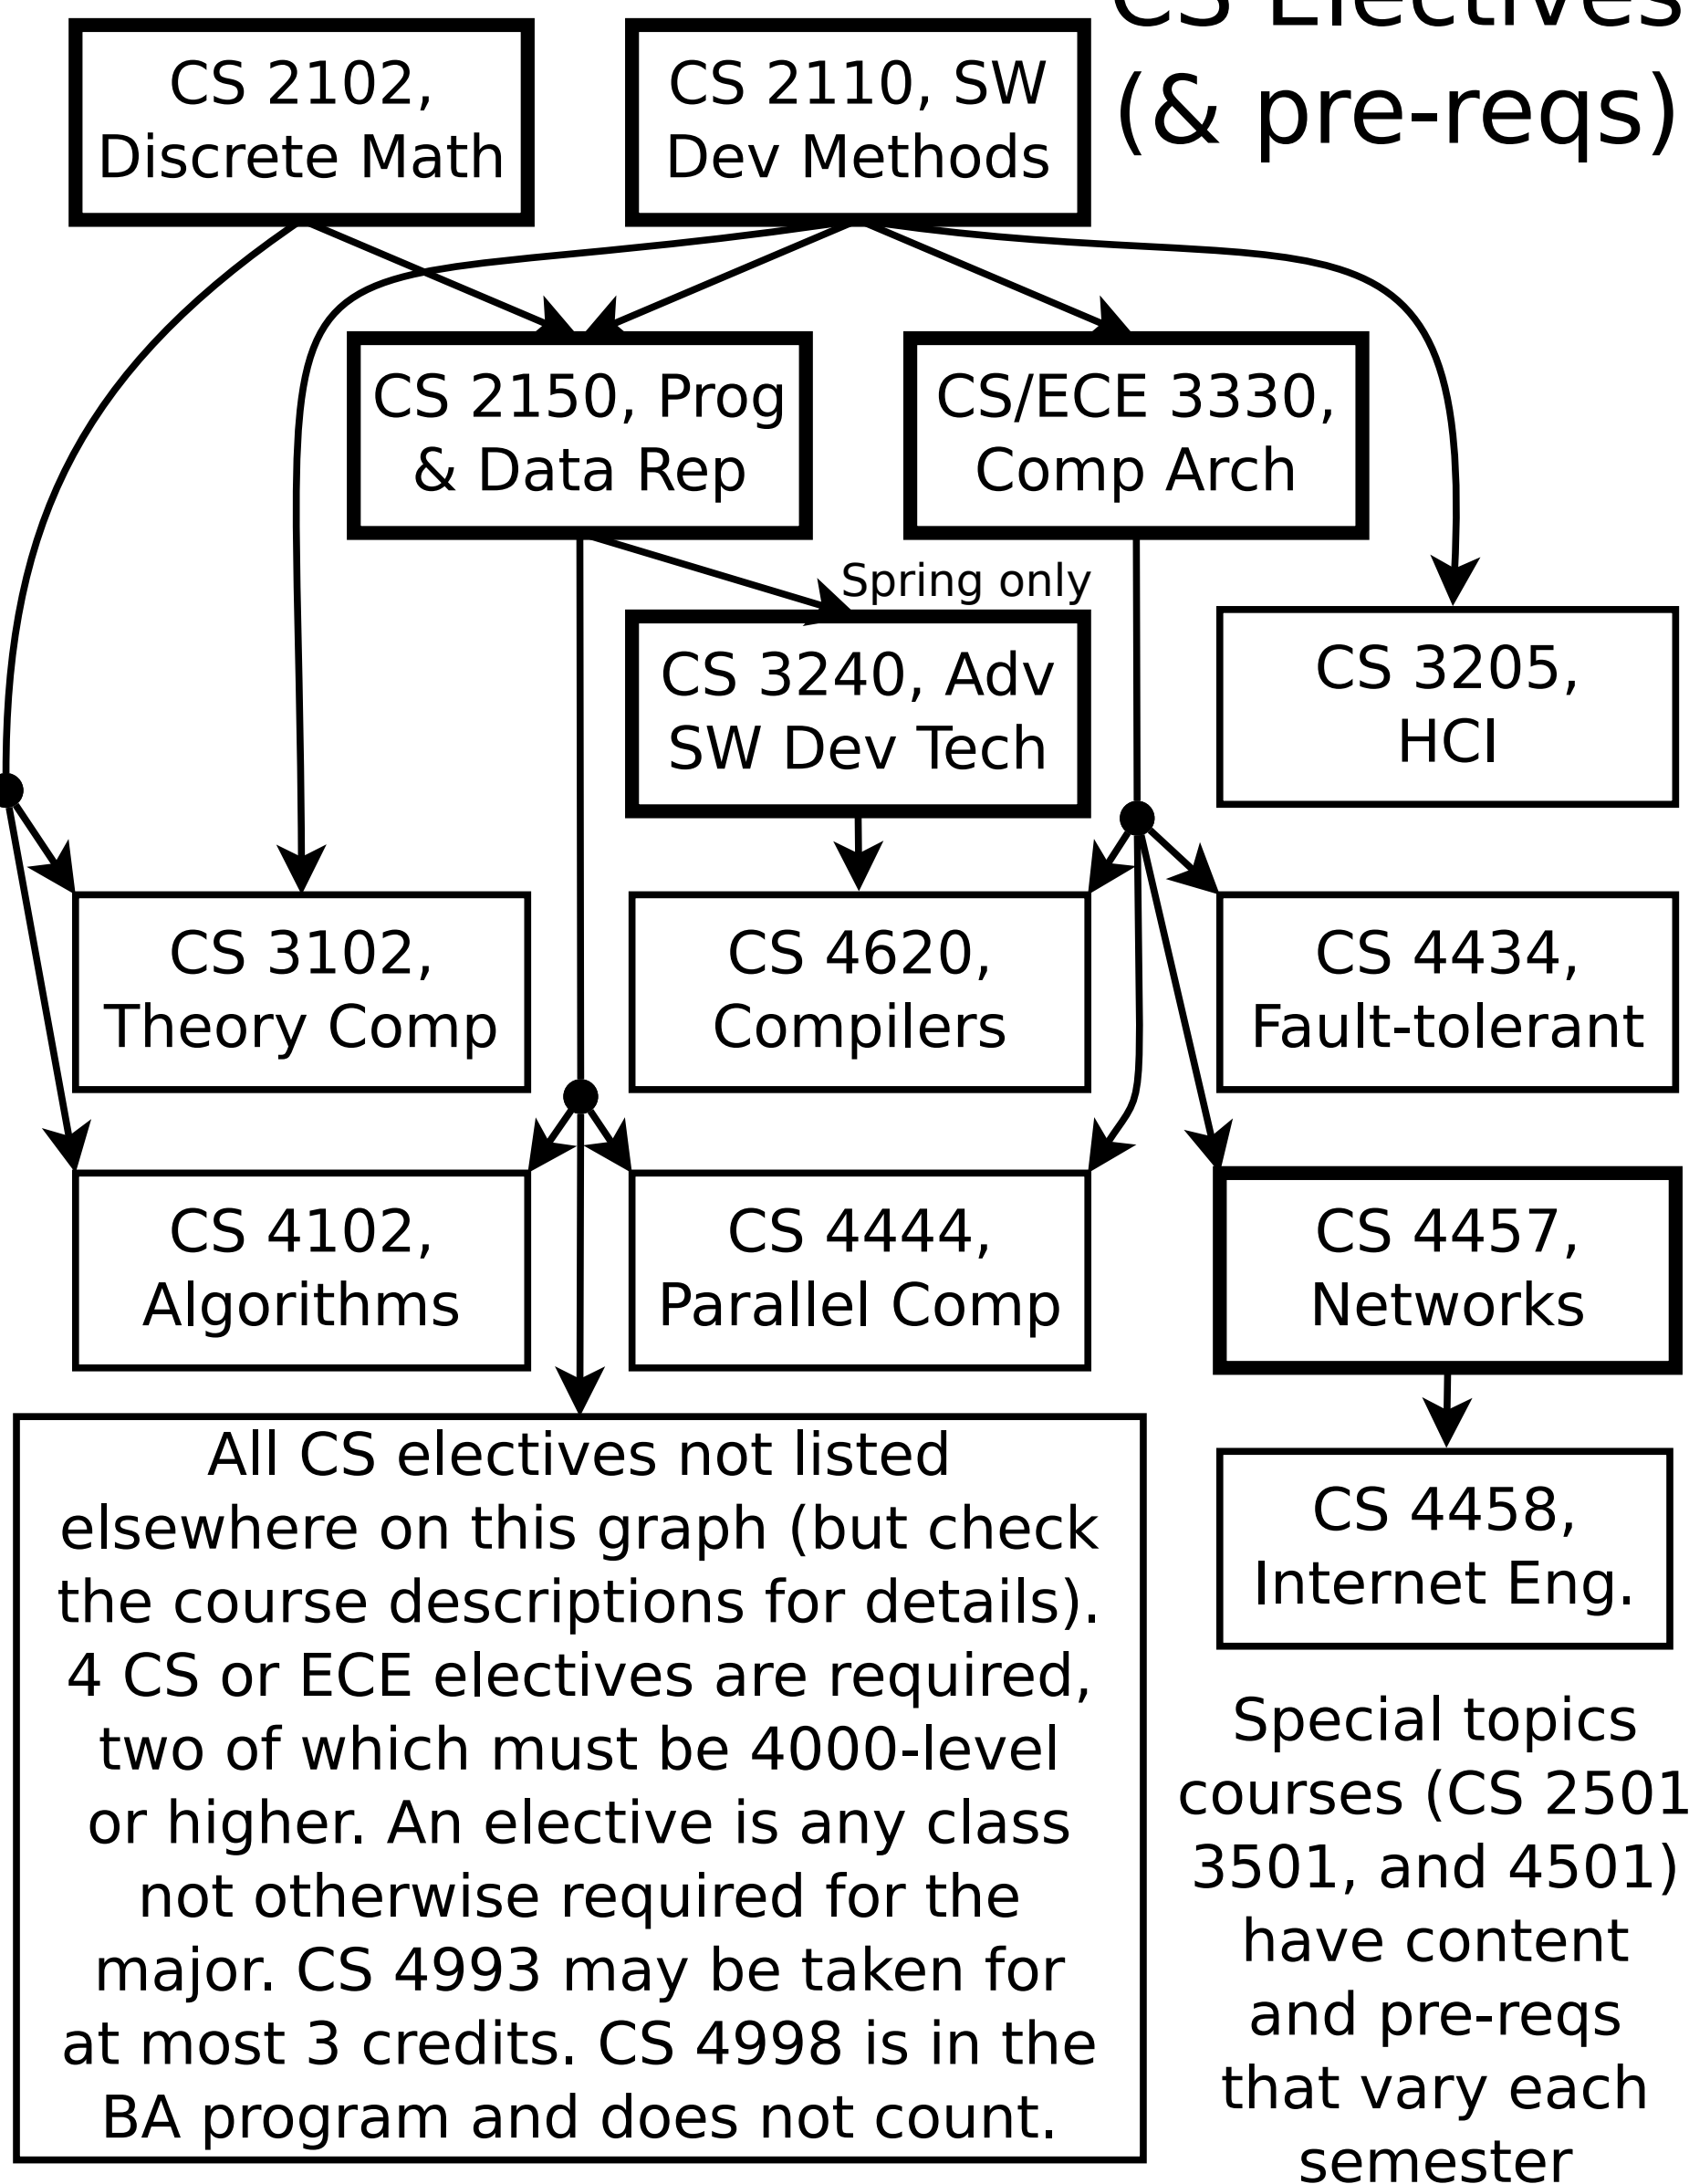 CS Electives
(& pre-reqs)
CS 2102,
Discrete Math
CS 2110, SW
Dev Methods
CS 2150, Prog
& Data Rep
CS/ECE 3330,
Comp Arch
Spring only
CS 3240, Adv
SW Dev Tech
CS 3205,
HCI
CS 3102,
Theory Comp
CS 4620,
Compilers
CS 4434,
Fault-tolerant
CS 4102,
Algorithms
CS 4444,
Parallel Comp
CS 4457,
Networks
All CS electives not listed
elsewhere on this graph (but check
the course descriptions for details).
4 CS or ECE electives are required,
two of which must be 4000-level
or higher. An elective is any class
not otherwise required for the
major. CS 4993 may be taken for
at most 3 credits. CS 4998 is in the
BA program and does not count.
CS 4458,
Internet Eng.
Special topics
courses (CS 2501
3501, and 4501)
have content
and pre-reqs
that vary each
semester